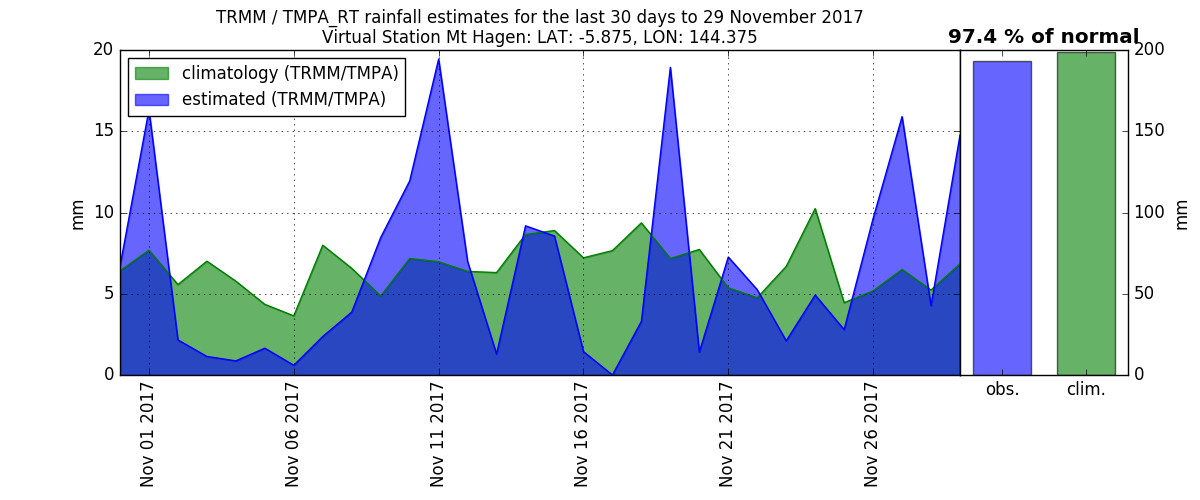 TRMM / TMPA_RT rainfall estimates for the last 30 days to 29 November 2017
Virtual Station Mt Hagen: LAT: -5.875, LON: 144.375
97.4 % of normal
climatology (TRMM/TMPA)
estimated (TRMM/TMPA)
20
15
10
5
0
mm
Nov 01 2017
Nov 06 2017
Nov 11 2017
Nov 16 2017
Nov 21 2017
Nov 26 2017
200
150
100
50
0
mm
obs.
clim.